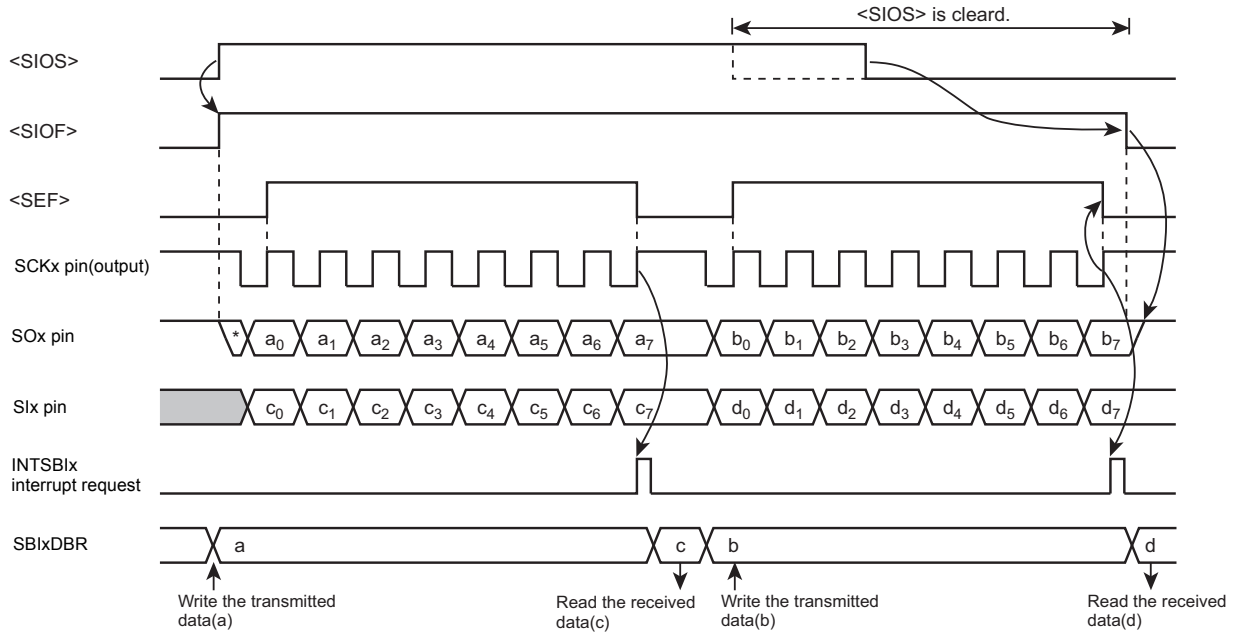 <SIOS> is cleard.
<SIOS>
<SIOF>
<SEF>
SCKx pin(output)
SOx pin
* a0 a1 a2 a3 a4 a5 a6 a7 b0 b1 b2 b3 b4 b5 b6 b7
SIx pin
c0 c1 c2 c3 c4 c5 c6 c7 d0 d1 d2 d3 d4 d5 d6 d7
INTSBIx
interrupt request
SBIxDBR
a c b d
Write the transmitted
data(a)
Read the received
data(c)
Write the transmitted
data(b)
Read the received
data(d)